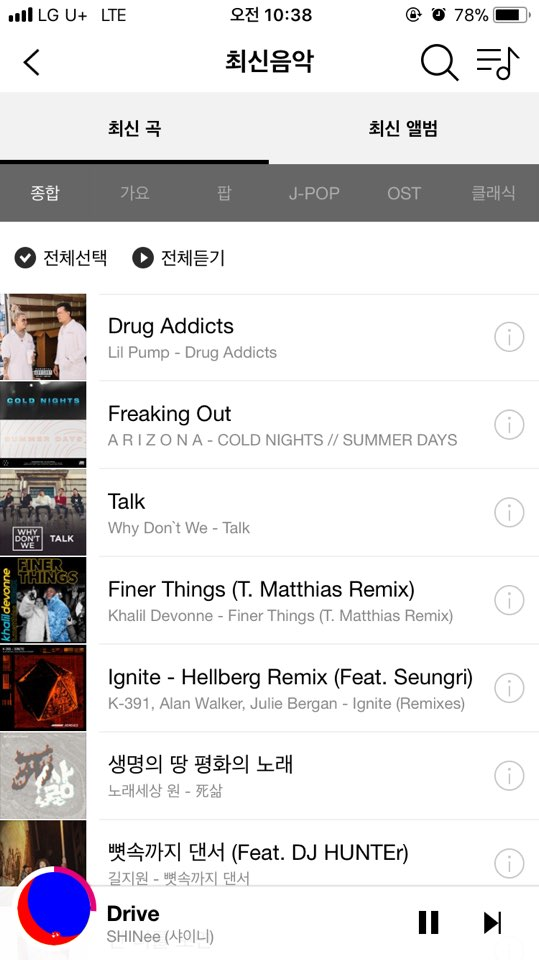 LG U+ LTE 오전 10:38 78%
최신음악
최신 곡 최신 앨범
종합 가요 팝 J-POP OST 클래식
전체선택 전체듣기
Drug Addicts
Lil Pump - Drug Addicts
COLD NIGHTS
SUMMER DAYS
Freaking Out
A R I Z O N A - COLD NIGHTS // SUMMER DAYS
WHY DON'T WE TALK
Talk
Why Don`t We - Talk
FINER THINGS
khalil devonne
Finer Things (T. Matthias Remix)
Khalil Devonne - Finer Things (T. Matthias Remix)
Ignite - Hellberg Remix (Feat. Seungri)
K-391, Alan Walker, Julie Bergan - Ignite (Remixes)
死삶
생명의 땅 평화의 노래
노래세상 원 - 死삶
뼛속까지 댄서 (Feat. DJ HUNTEr)
길지원 - 뼛속까지 댄서
Drive
SHINee (샤이니)